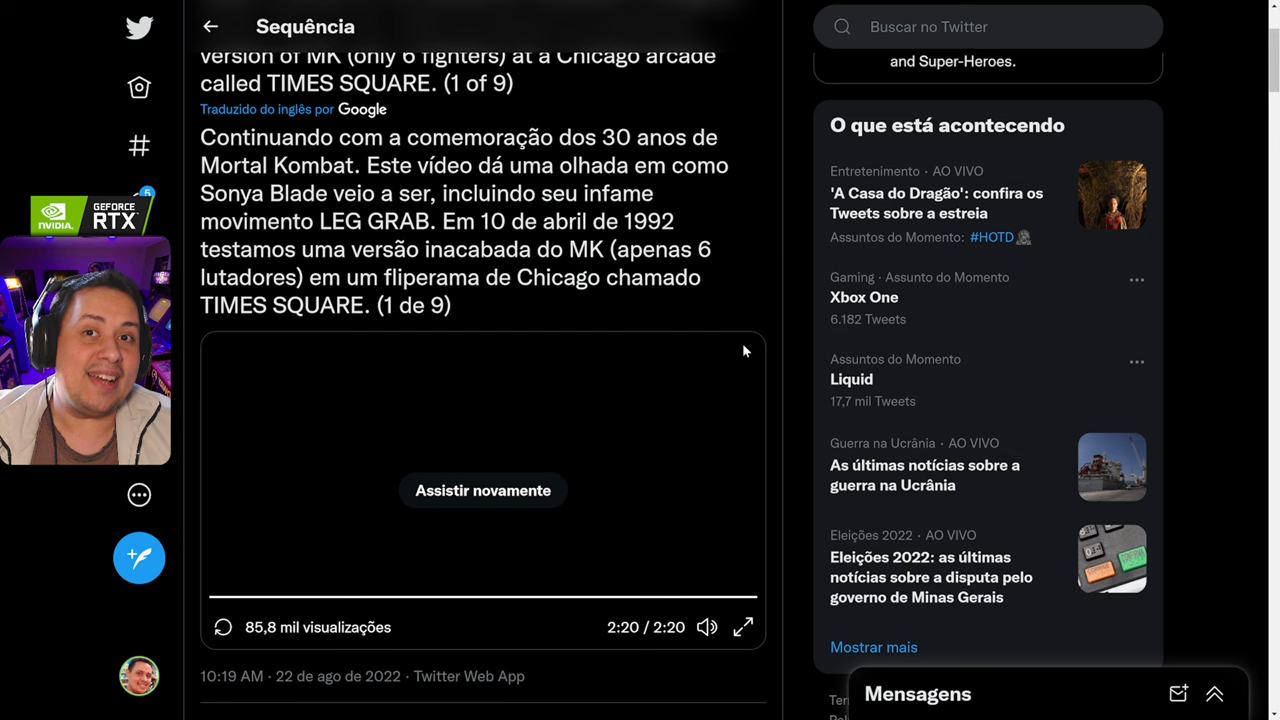 Sequência
Buscar no Twitter
version of MK (only 6 fighters) at a Chicago arcade
called TIMES SQUARE. (1 of 9)
Traduzido do inglês por Google
Continuando com a comemoração dos 30 anos de
Mortal Kombat. Este vídeo dá uma olhada em como
Sonya Blade veio a ser, incluindo seu infame
movimento LEG GRAB. Em 10 de abril de 1992
testamos uma versão inacabada do MK (apenas 6
lutadores) em um fliperama de Chicago chamado
TIMES SQUARE. (1 de 9)
Assistir novamente
85,8 mil visualizações
2:20 / 2:20
10:19 AM · 22 de ago de 2022 · Twitter Web App
5
NVIDIA.
GEFORCE
RTX
and Super-Heroes.
O que está acontecendo
Entretenimento · AO VIVO
'A Casa do Dragão': confira os
Tweets sobre a estreia
Assuntos do Momento: #HOTD
Gaming · Assunto do Momento
Xbox One
6.182 Tweets
Assuntos do Momento
Liquid
17,7 mil Tweets
Guerra na Ucrânia · AO VIVO
As últimas notícias sobre a
guerra na Ucrânia
Eleições 2022 · AO VIVO
Eleições 2022: as últimas
notícias sobre a disputa pelo
governo de Minas Gerais
Mostrar mais
Mensagens